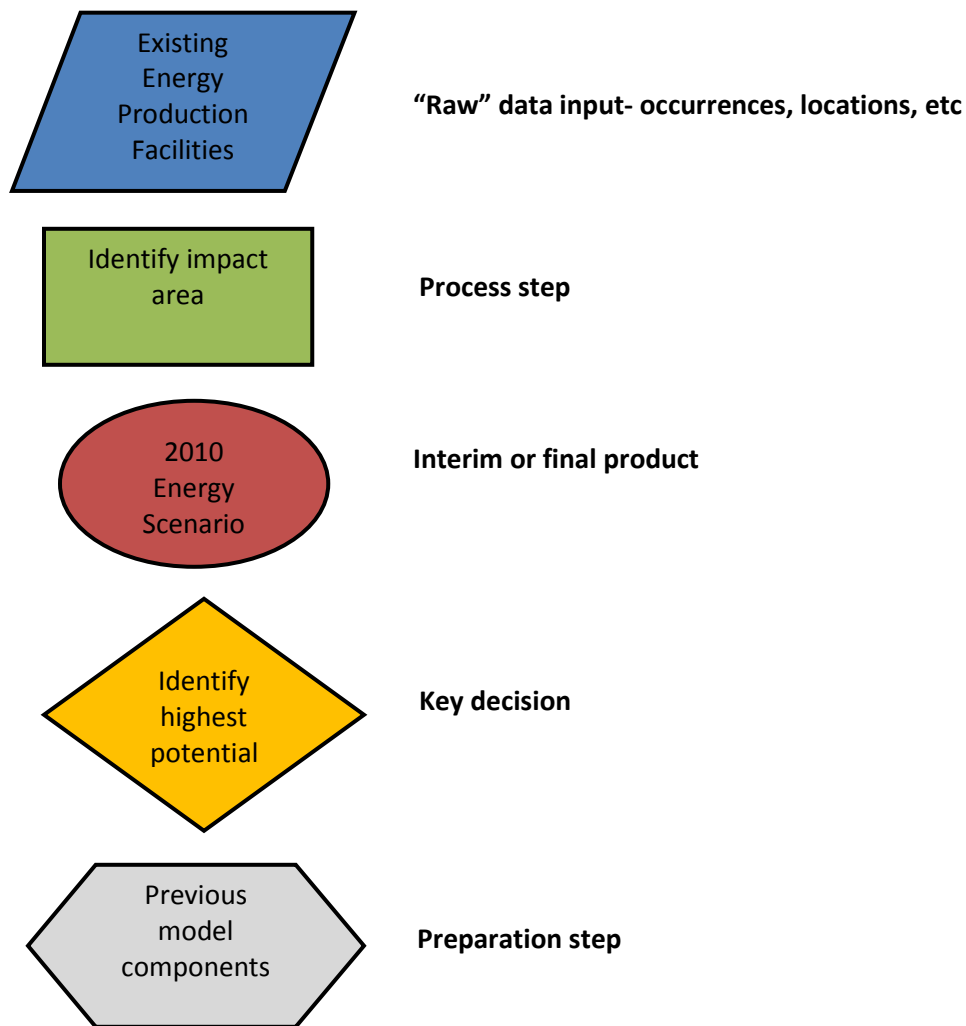 Existing
Energy
Production
Facilities
“Raw” data input- occurrences, locations, etc
Identify impact
area
Process step
2010
Energy
Scenario
Interim or final product
Identify
highest
potential
Key decision
Previous
model
components
Preparation step